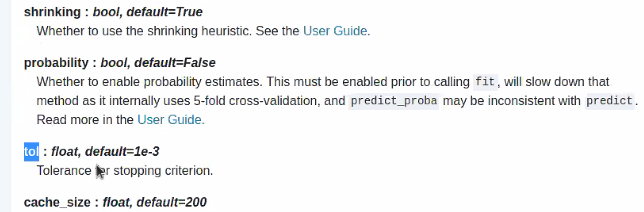 shrinking : bool, default=True
Whether to use the shrinking heuristic. See the User Guide.
probability : bool, default=False
Whether to enable probability estimates. This must be enabled prior to calling fit, will slow down that
method as it internally uses 5-fold cross-validation, and predict_proba may be inconsistent with predict.
Read more in the User Guide.
tol : float, default=1e-3
Tolerance for stopping criterion.
cache_size : float, default=200